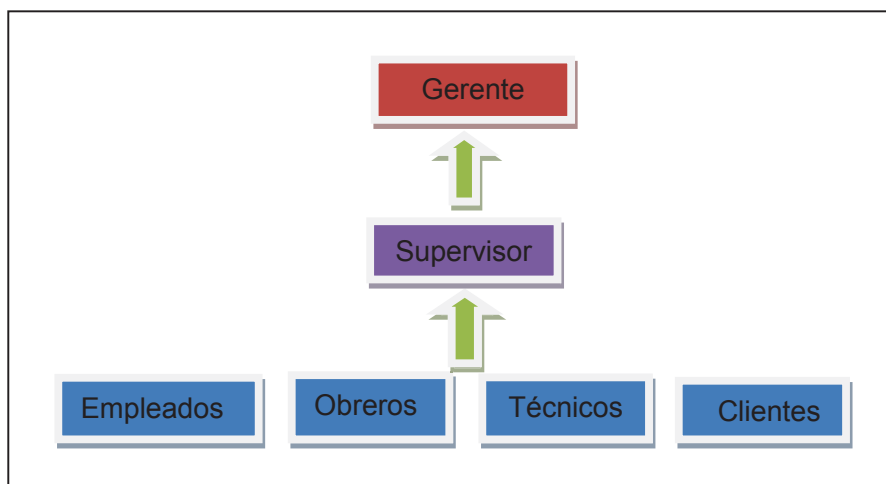 Gerente
Supervisor
Empleados
Obreros
Técnicos
Clientes